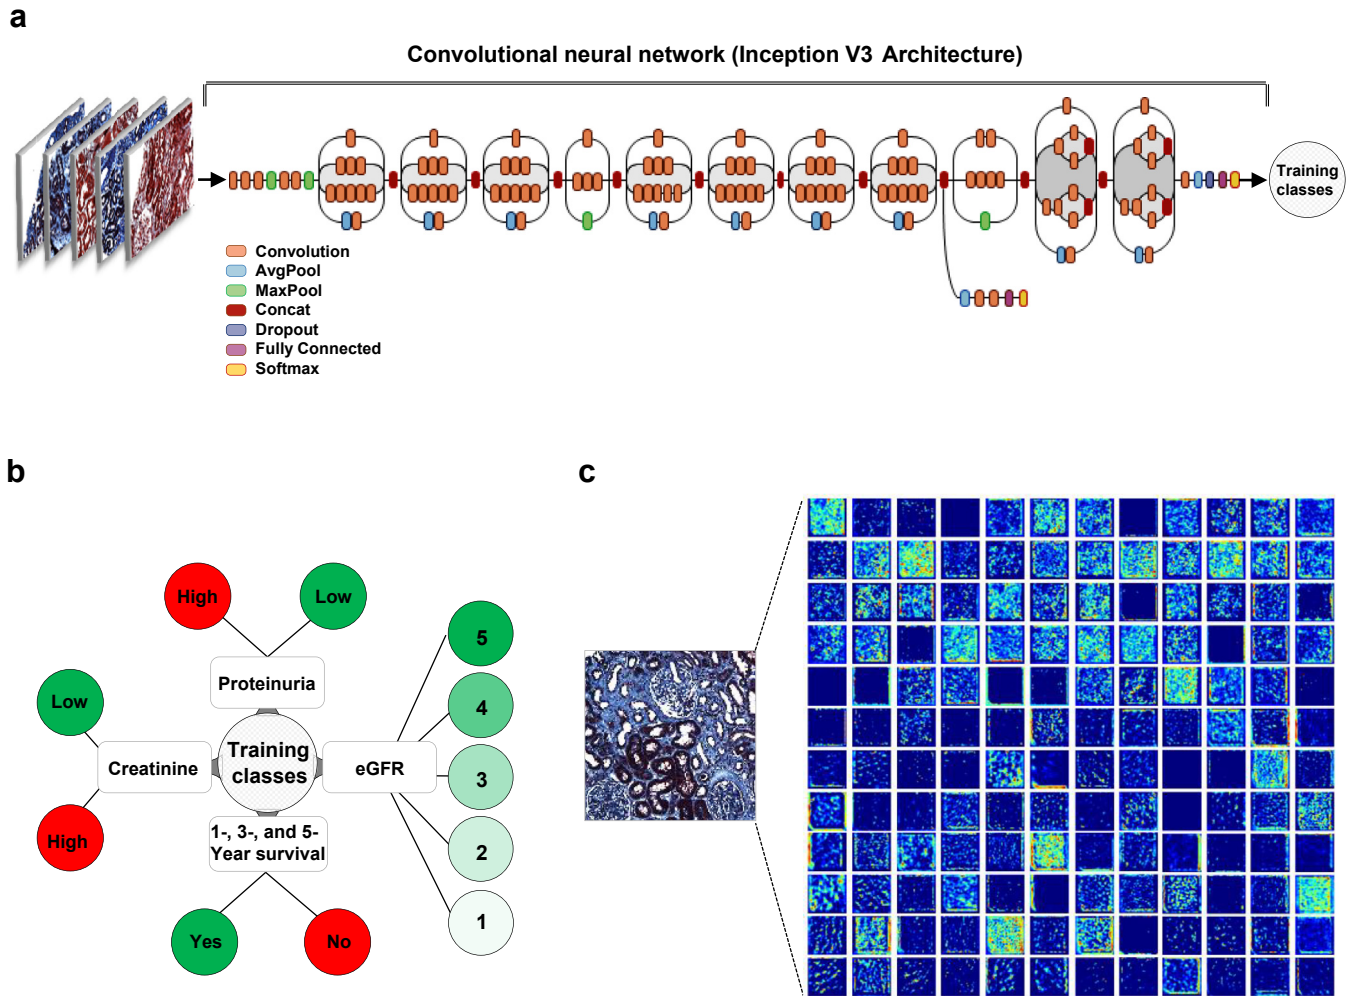 a
Convolutional neural network (Inception V3 Architecture)
Training
classes
Convolution
AvgPool
MaxPool
Concat
Dropout
Fully Connected
Softmax
b
High
Low
Proteinuria
Low
High
Creatinine
Training
classes
eGFR
5
4
3
2
1
1-, 3-, and 5-
Year survival
Yes
No
c